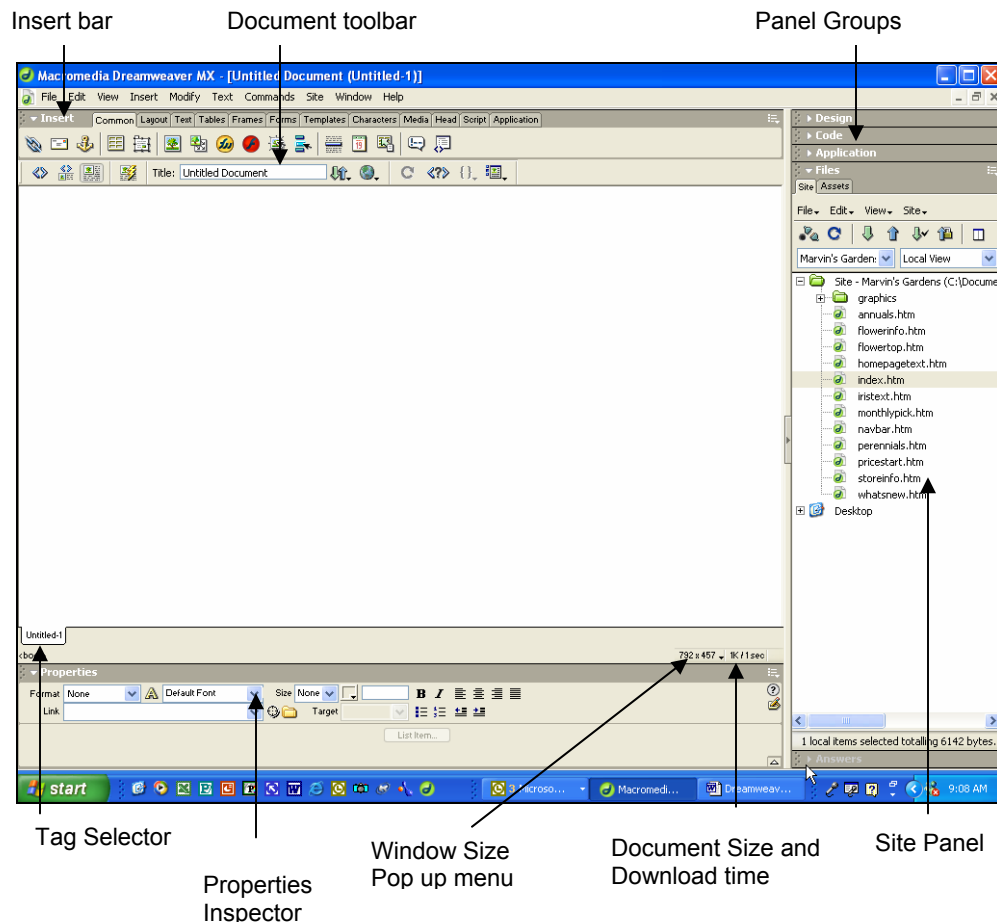 Insert bar
Document toolbar
Panel Groups
Macromedia Dreamweaver MX - [Untitled Document (Untitled-1)]
File Edit View Insert Modify Text Commands Site Window Help
Insert Common Layout Text Tables Frames Forms Templates Characters Media Head Script Application
Title: Untitled Document
Design
Code
Application
Files
Site Assets
File Edit View Site
Marvin's Garden: Local View
Site - Marvin's Gardens (C:\Docume
graphics
annuals.htm
flowerinfo.htm
flowertop.htm
homepagetext.htm
index.htm
iristext.htm
monthlypick.htm
navbar.htm
perennials.htm
pricestart.htm
storeinfo.htm
whatsnew.htm
Desktop
Untitled-1
<bo
792 x 457 1K / 1 sec
Properties
Format None Default Font Size None B I
Link Target
List Item...
1 local items selected totalling 6142 bytes.
Answers
start 3 Microso... Macromedi... Dreamweav... 9:08 AM
Tag Selector
Properties
Inspector
Window Size
Pop up menu
Document Size and
Download time
Site Panel